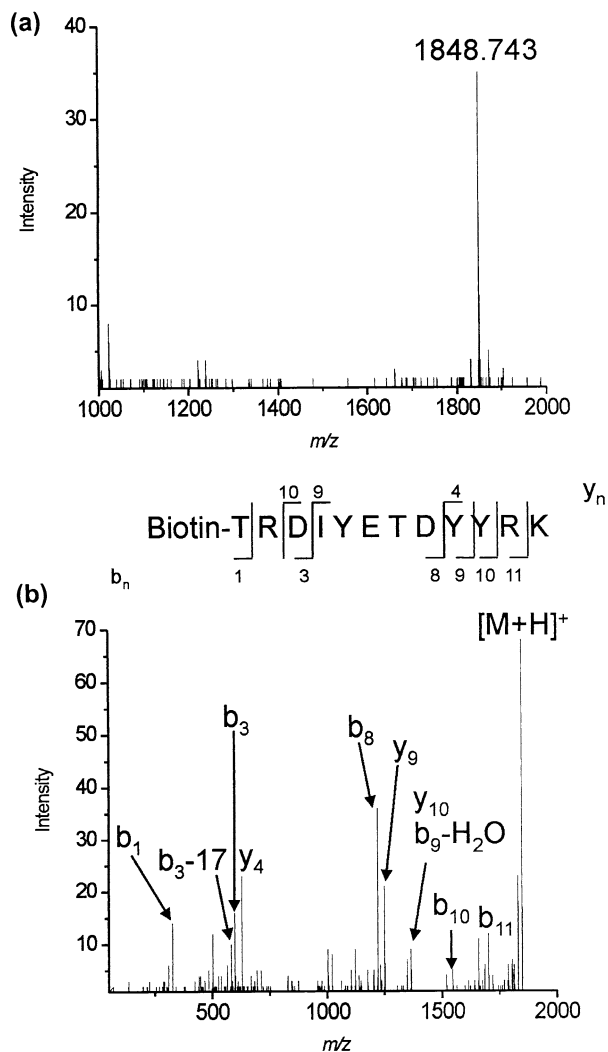 (a)
40
30
20
10
Intensity
1848.743
1000 1200 1400 1600 1800 2000
m/z
10 9 4 yₙ
Biotin-T R D I Y E T D Y Y R K
bₙ 1 3 8 9 10 11
(b)
70
60
50
40
30
20
10
Intensity
[M+H]⁺
b₃
b₈
y₉
y₁₀
b₁
b₃-17 y₄
b₉-H₂O
b₁₀ b₁₁
500 1000 1500 2000
m/z